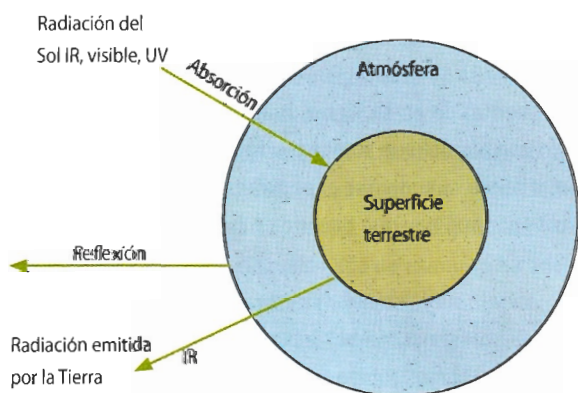 Radiación del
Sol IR, visible, UV
Absorción
Atmósfera
Superficie
terrestre
Reflexión
Radiación emitida
por la Tierra
IR